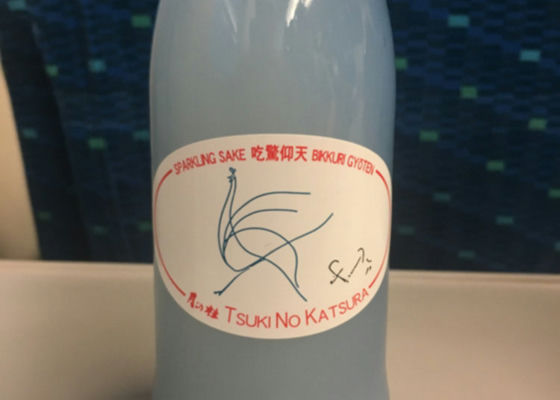 SPARKLING SAKE 吃驚仰天 BIKKURI GYOTEN
月の桂 TSUKI NO KATSURA